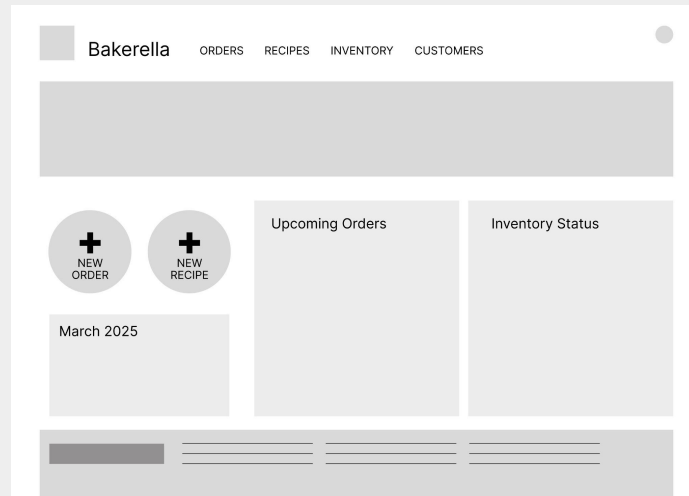 Bakerella
ORDERS RECIPES INVENTORY CUSTOMERS
NEW
ORDER
NEW
RECIPE
Upcoming Orders
Inventory Status
March 2025